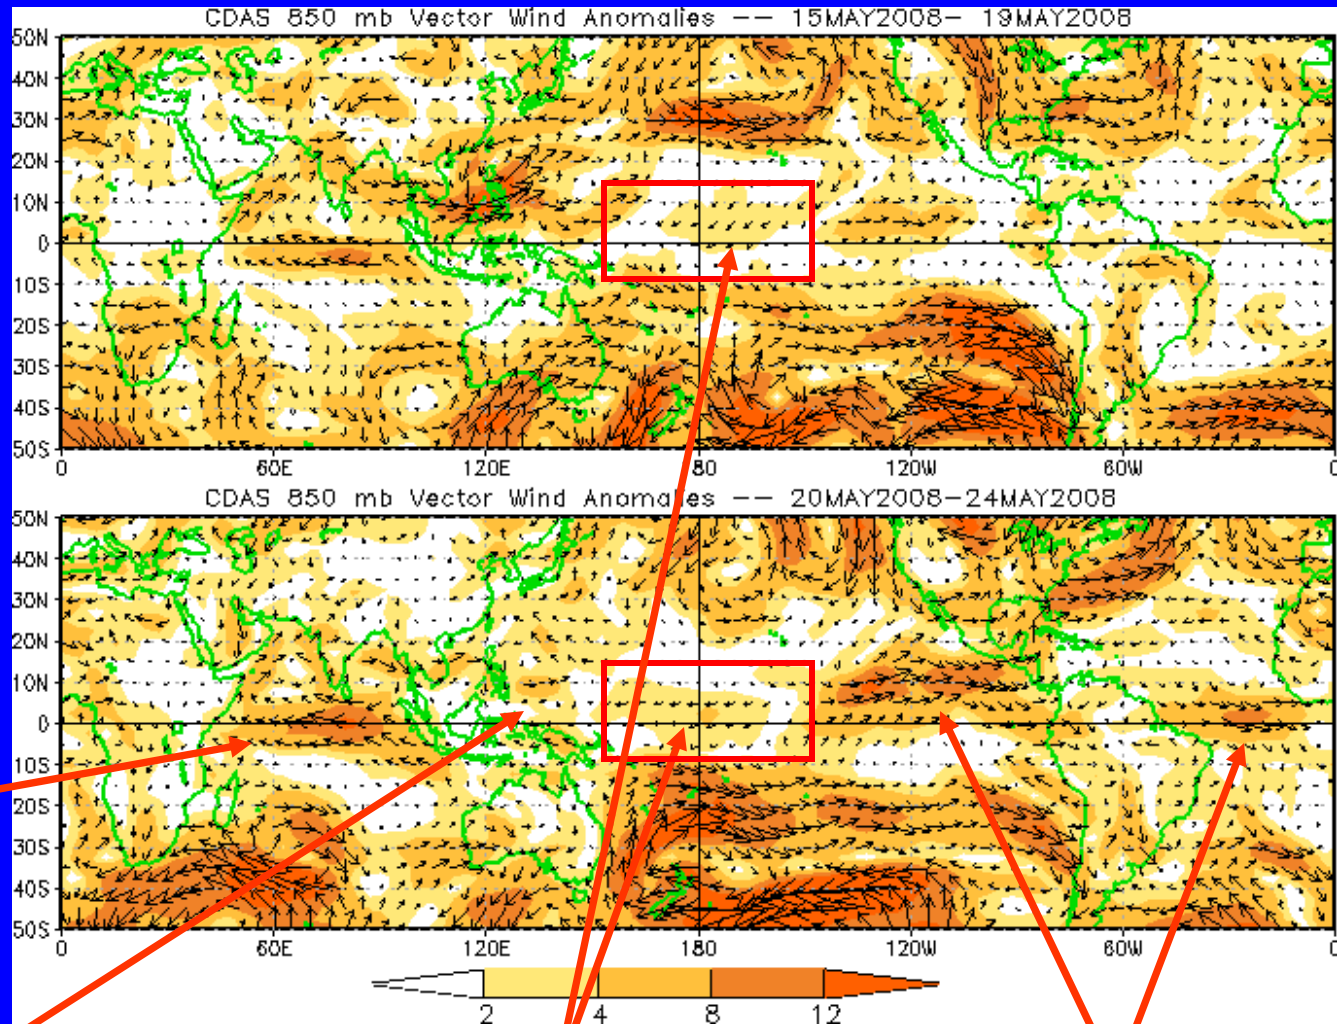 CDAS 850 mb Vector Wind Anomalies -- 15MAY2008- 19MAY2008
50N
40N
30N
20N
10N
0
10S
20S
30S
40S
50S
0 60E 120E 180 120W 60W 0
CDAS 850 mb Vector Wind Anomalies -- 20MAY2008-24MAY2008
50N
40N
30N
20N
10N
0
10S
20S
30S
40S
50S
0 60E 120E 180 120W 60W 0
2 4 8 12